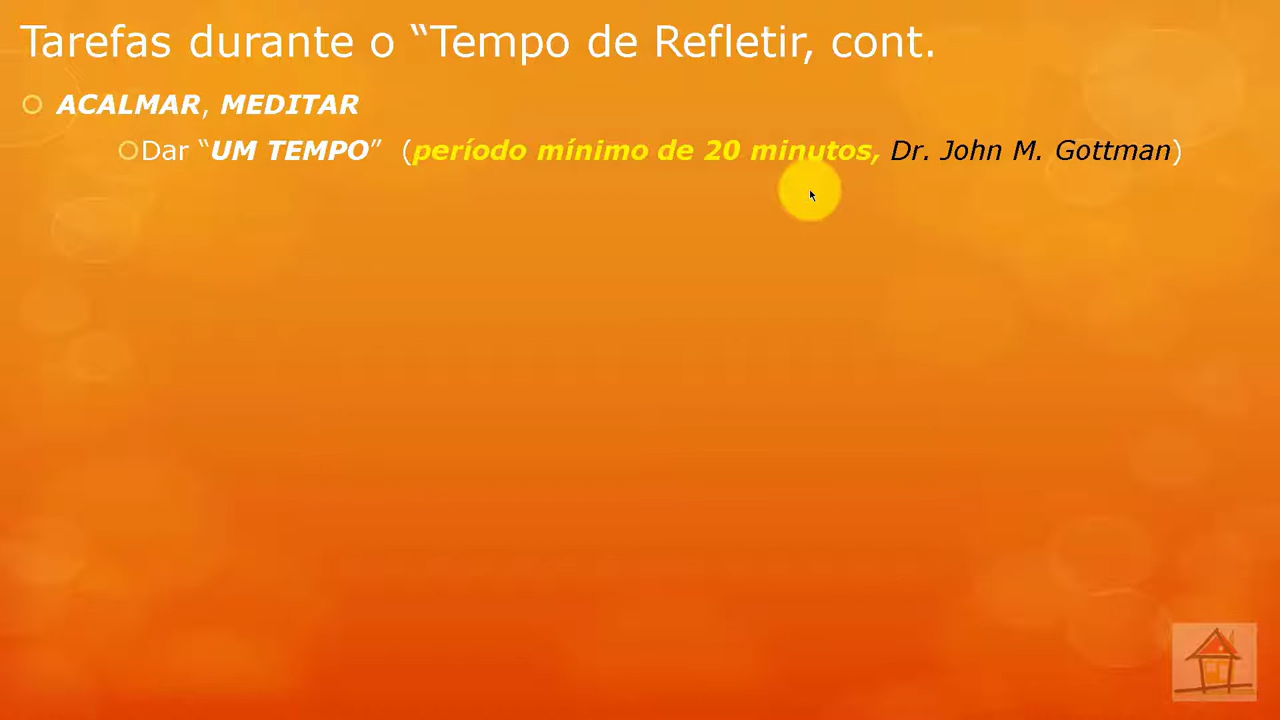 Tarefas durante o “Tempo de Refletir, cont.
ACALMAR, MEDITAR
Dar “UM TEMPO” (período mínimo de 20 minutos, Dr. John M. Gottman)